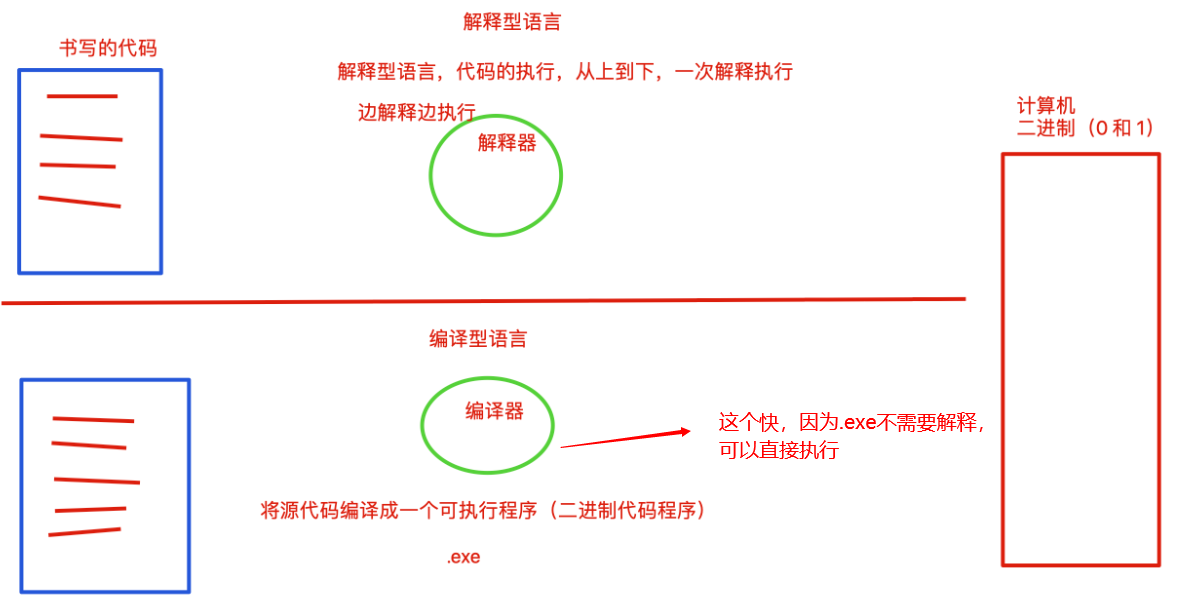 解释型语言
书写的代码
解释型语言，代码的执行，从上到下，一次解释执行
边解释边执行
解释器
计算机
二进制（0 和 1）
编译型语言
编译器
这个快，因为.exe不需要解释，
可以直接执行
将源代码编译成一个可执行程序（二进制代码程序）
.exe